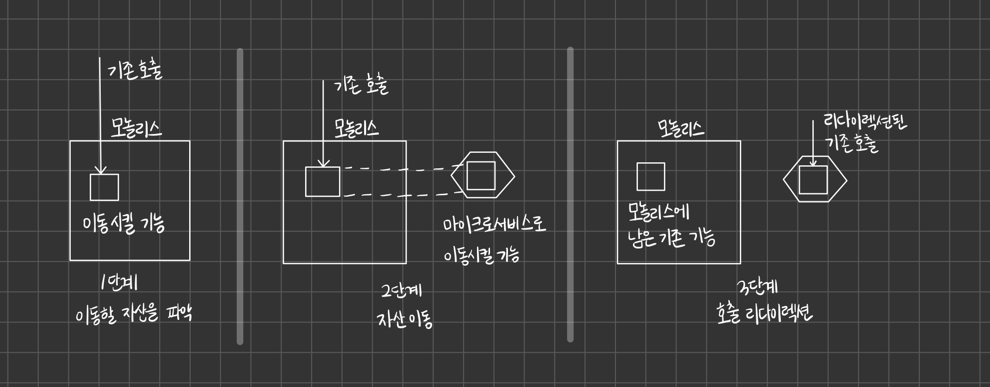 기존호출
모놀리스
이동시킬 기능
1단계
이동할 자산을 파악
기존 호출
모놀리스
마이크로서비스로
이동시킬 기능
2단계
자산 이동
모놀리스
리다이렉션된
기존 호출
모놀리스에
남은 기존 기능
3단계
호출 리다이렉션